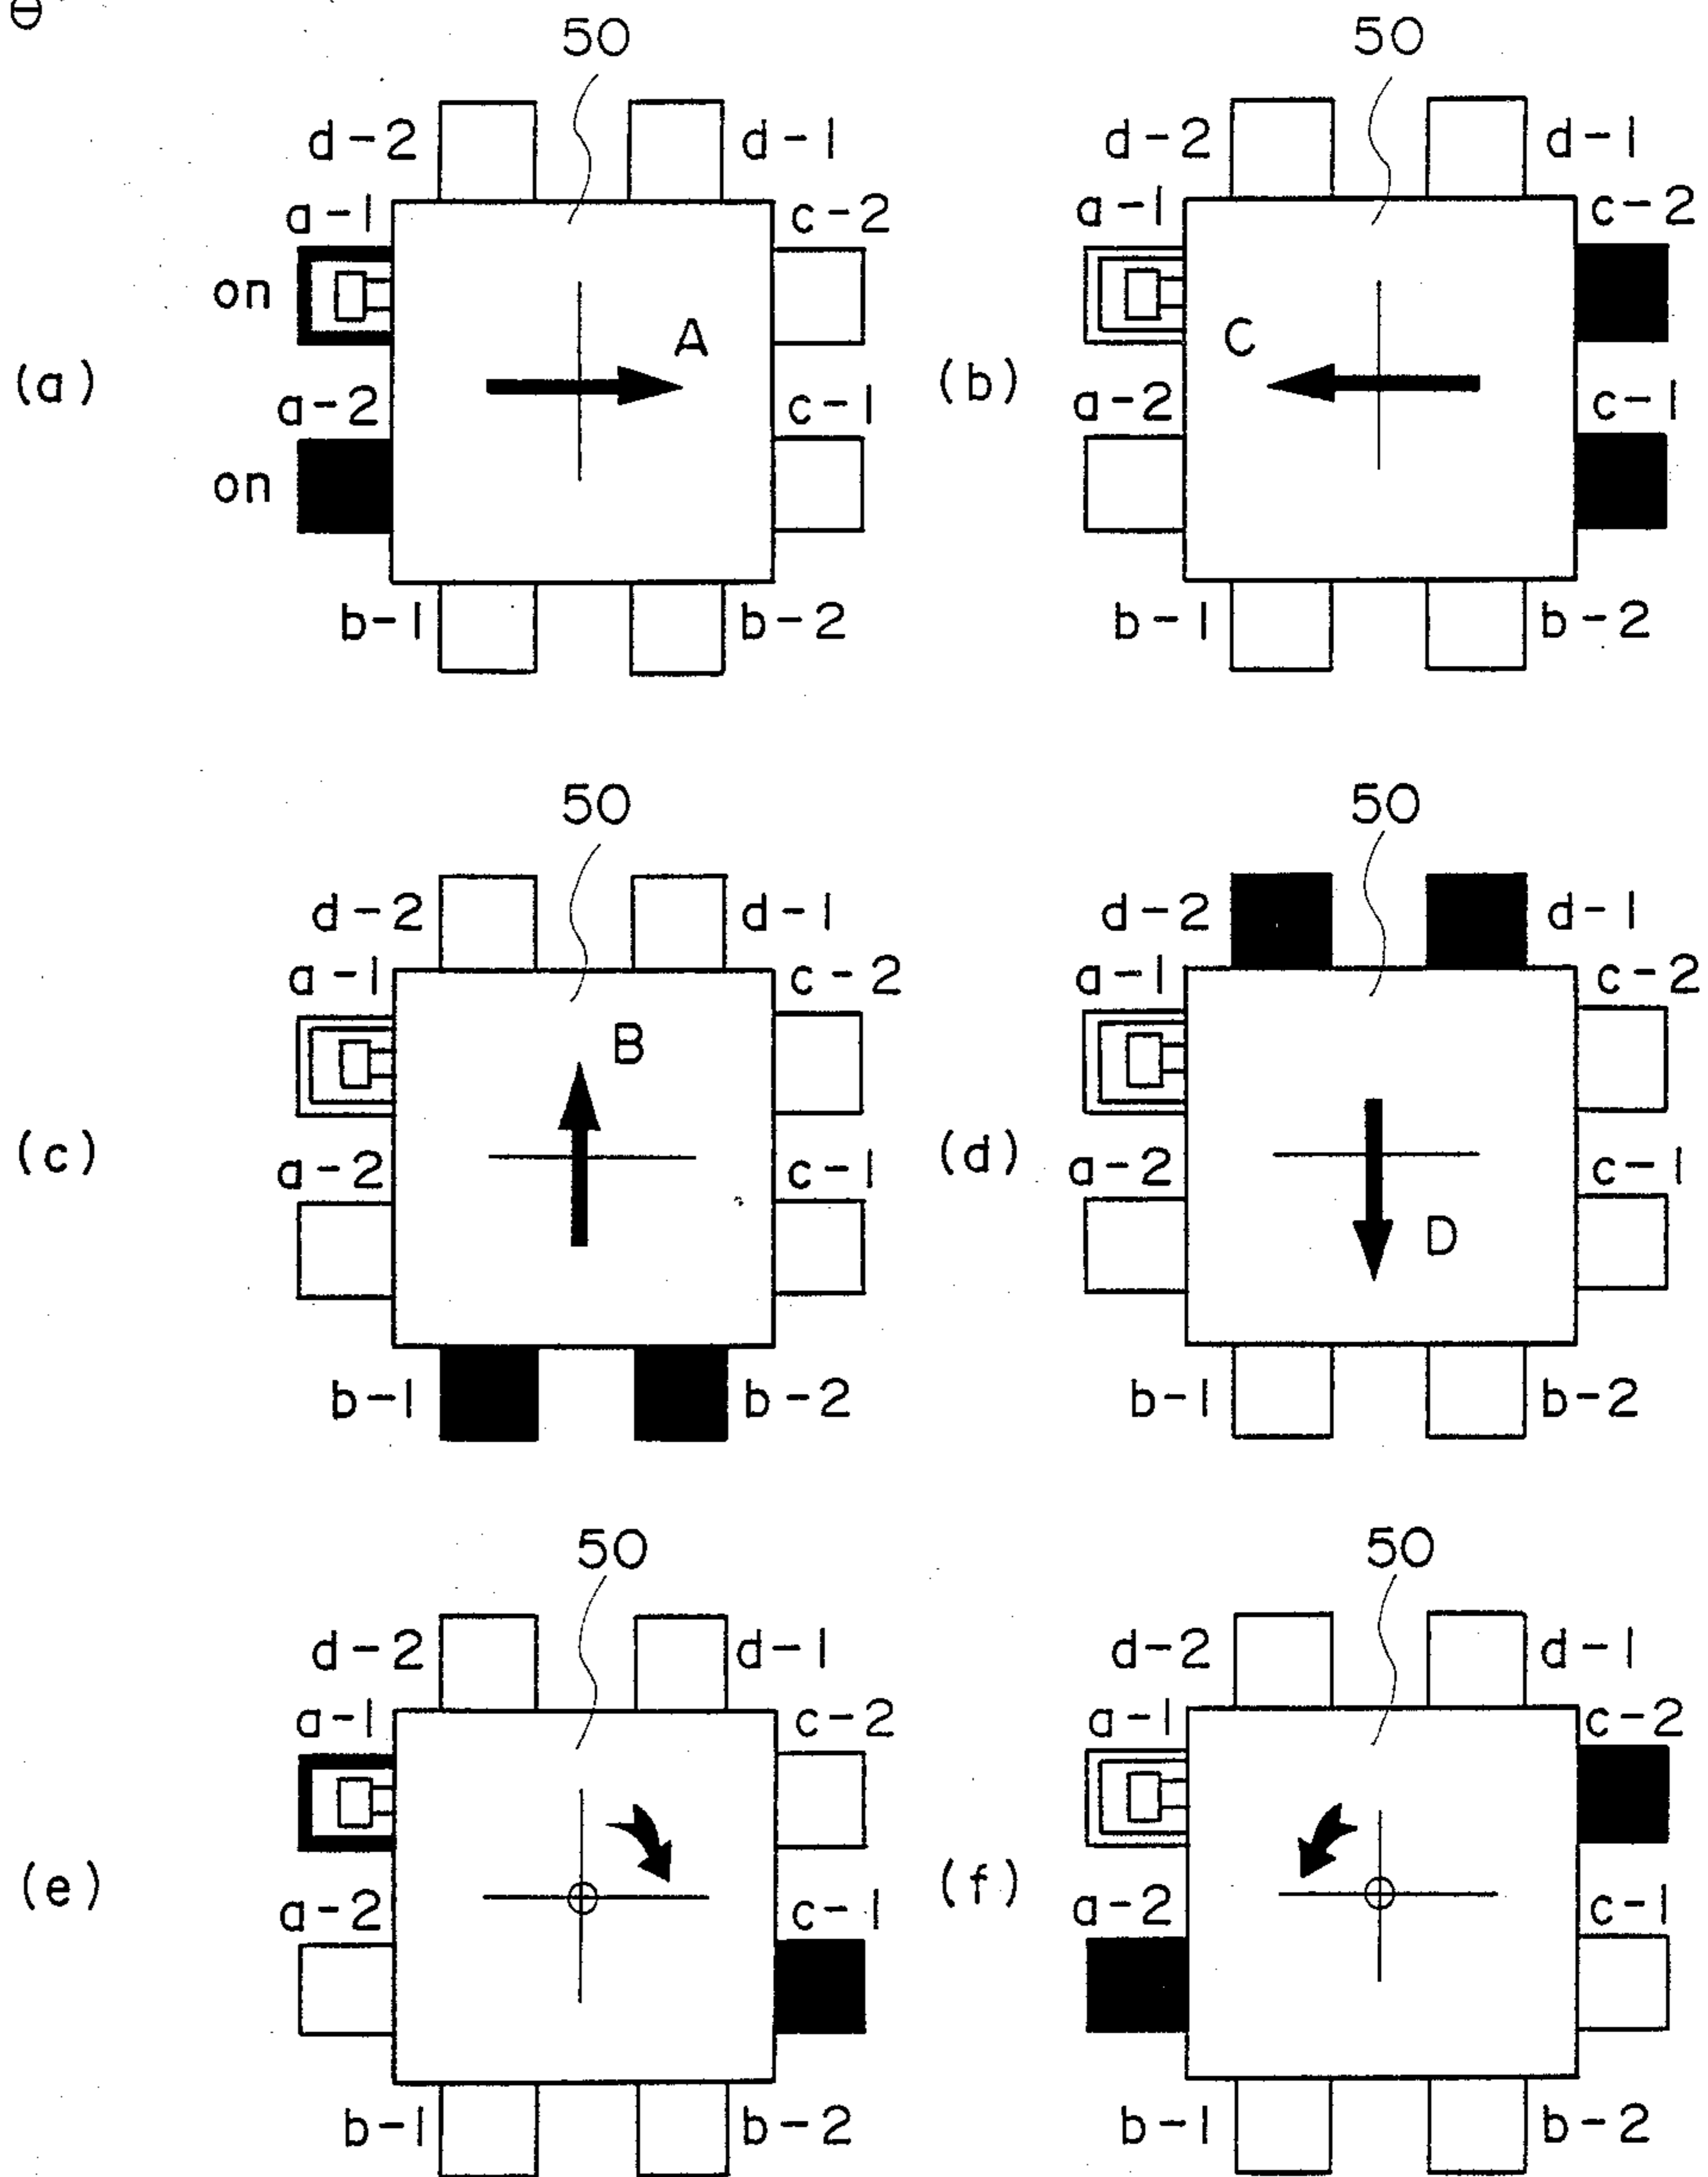 Θ
50 50
d-2 d-1 d-2 d-1
a-1 c-2 a-1 c-2
on A C
(a) (b)
a-2 c-1 a-2 c-1
on
b-1 b-2 b-1 b-2
50 50
d-2 d-1 d-2 d-1
a-1 c-2 a-1 c-2
B
(c) (d)
a-2 c-1 a-2 c-1
D
b-1 b-2 b-1 b-2
50 50
d-2 d-1 d-2 d-1
a-1 c-2 a-1 c-2
(e) (f)
a-2 c-1 a-2 c-1
b-1 b-2 b-1 b-2